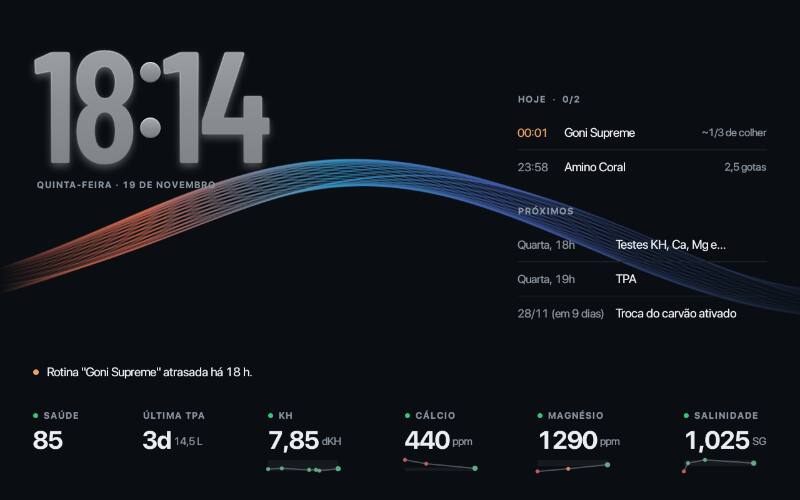 18:14
QUINTA-FEIRA · 19 DE NOVEMBRO
HOJE · 0/2
00:01 Goni Supreme ~1/3 de colher
23:58 Amino Coral 2,5 gotas
PRÓXIMOS
Quarta, 18h Testes KH, Ca, Mg e...
Quarta, 19h TPA
28/11 (em 9 dias) Troca do carvão ativado
Rotina "Goni Supreme" atrasada há 18 h.
SAÚDE ÚLTIMA TPA KH CÁLCIO MAGNÉSIO SALINIDADE
85 3d 14,5 L 7,85 dKH 440 ppm 1290 ppm 1,025 SG